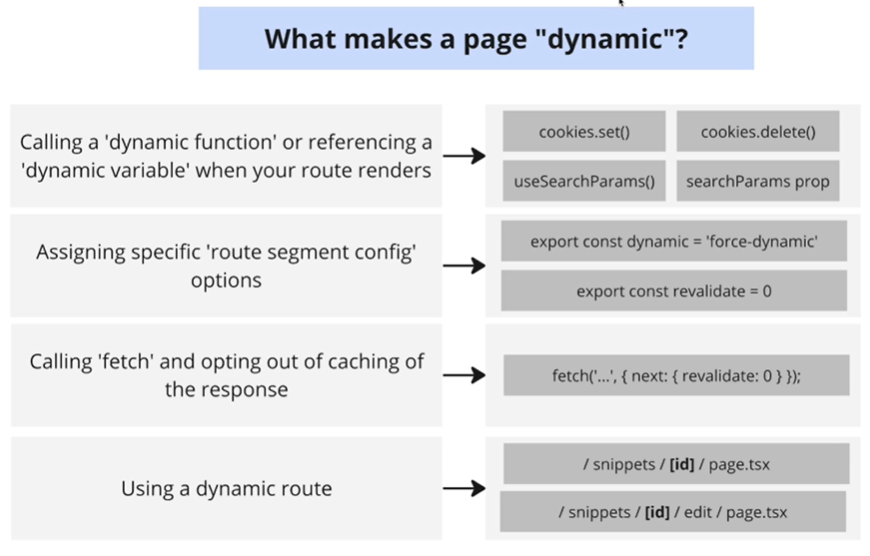 What makes a page "dynamic"?
Calling a 'dynamic function' or referencing a
'dynamic variable' when your route renders
cookies.set()
cookies.delete()
useSearchParams()
searchParams prop
Assigning specific 'route segment config'
options
export const dynamic = 'force-dynamic'
export const revalidate = 0
Calling 'fetch' and opting out of caching of
the response
fetch('...', { next: { revalidate: 0 } });
Using a dynamic route
/ snippets / [id] / page.tsx
/ snippets / [id] / edit / page.tsx